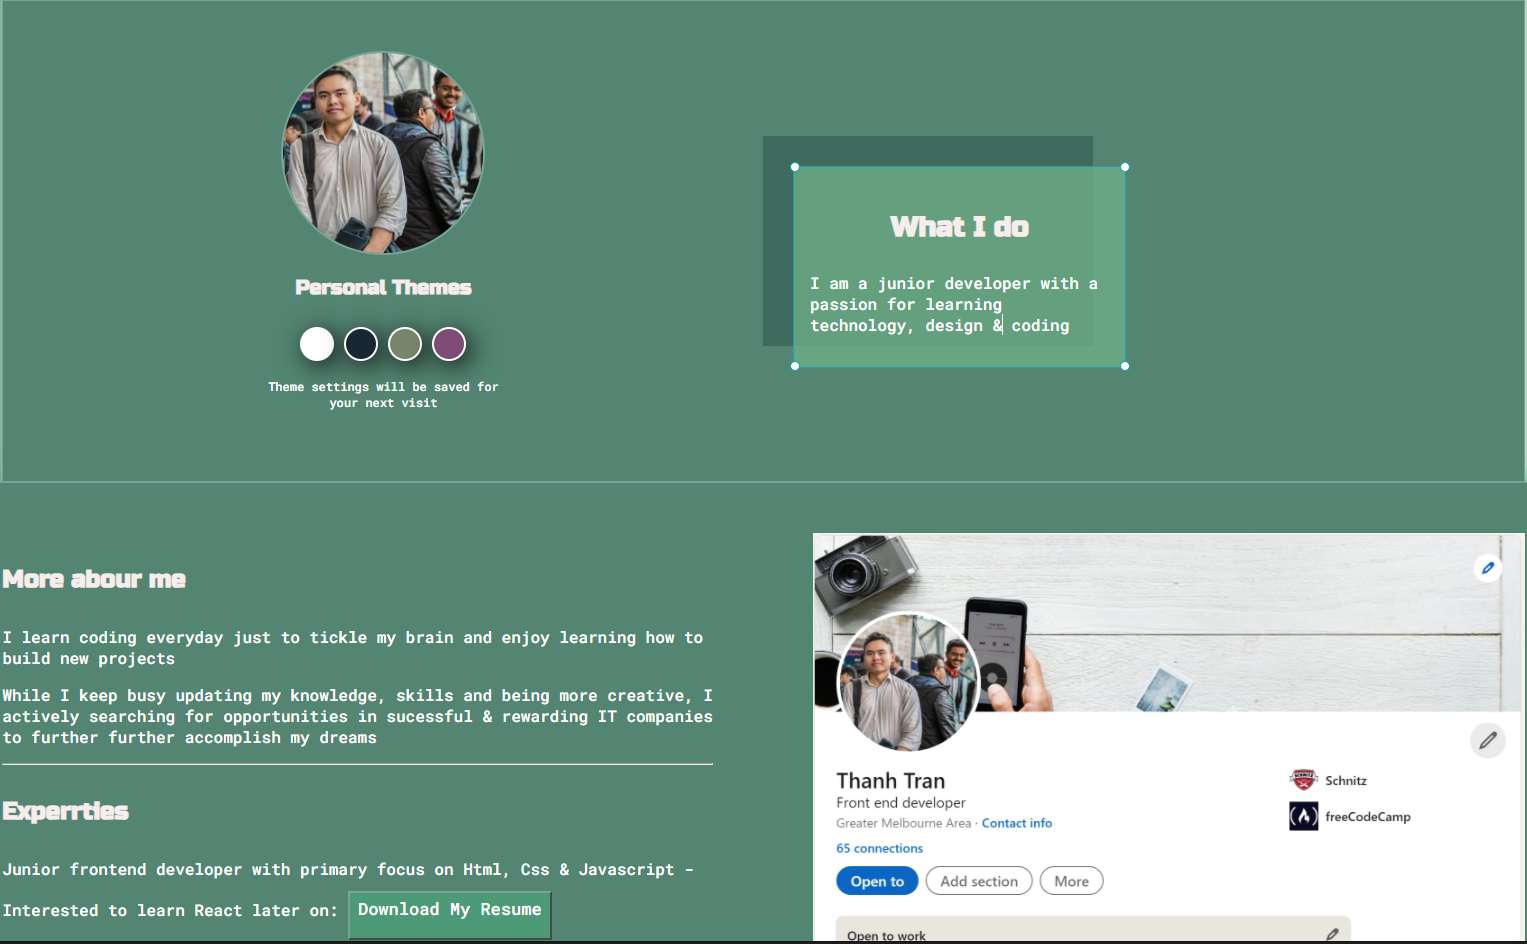 Personal Themes
Theme settings will be saved for
your next visit
What I do
I am a junior developer with a
passion for learning
technology, design & coding
More abour me
I learn coding everyday just to tickle my brain and enjoy learning how to
build new projects
While I keep busy updating my knowledge, skills and being more creative, I
actively searching for opportunities in sucessful & rewarding IT companies
to further further accomplish my dreams
Experrties
Junior frontend developer with primary focus on Html, Css & Javascript -
Interested to learn React later on: Download My Resume
Thanh Tran
Front end developer
Greater Melbourne Area · Contact info
65 connections
Open to Add section More
Schnitz
freeCodeCamp
Open to work